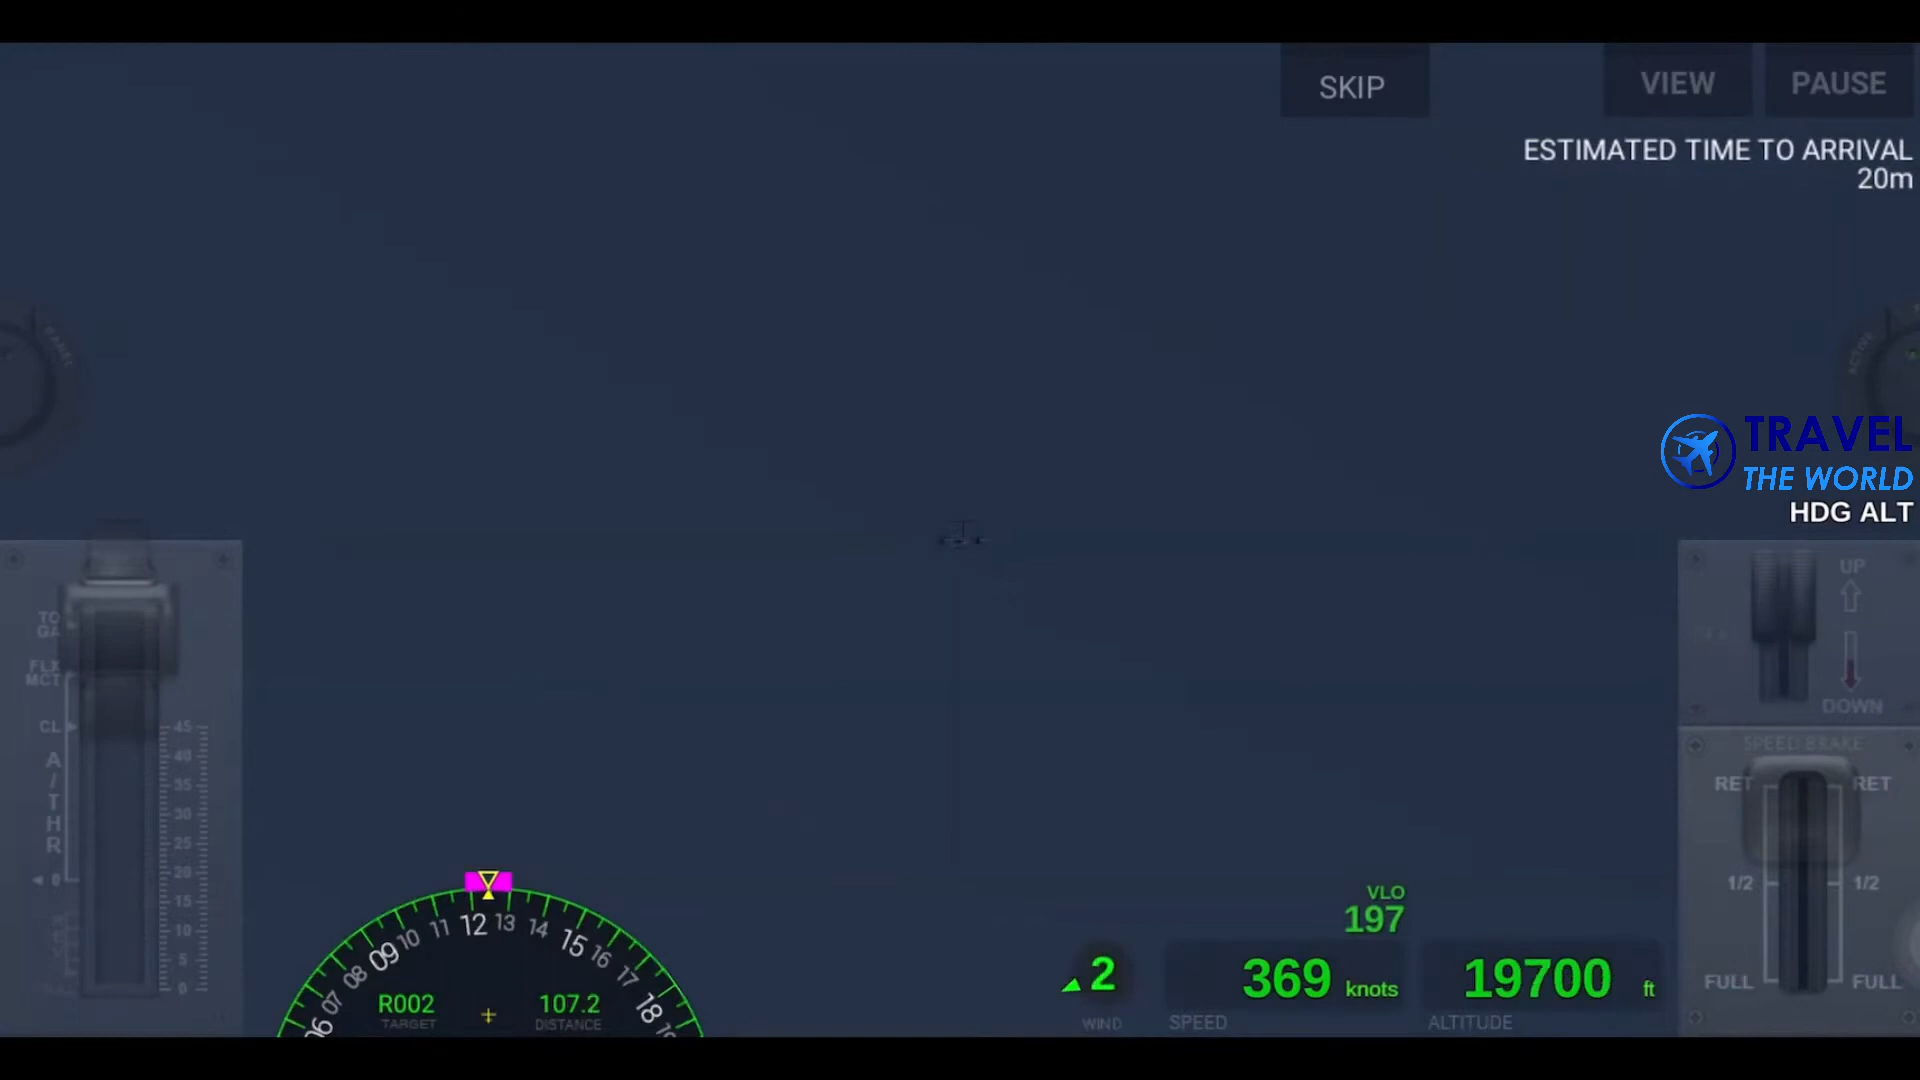 SKIP
VIEW
PAUSE
ESTIMATED TIME TO ARRIVAL
20m
TRAVEL
THE WORLD
HDG ALT
TO
GA
FLX
MCT
CL
A
/
T
H
R
0
45
40
35
30
25
20
15
10
5
0
UP
DOWN
SPEED BRAKE
RET
RET
1/2
1/2
FULL
FULL
06 07 08 09 10 11 12 13 14 15 16 17 18
R002
TARGET
107.2
DISTANCE
2
WIND
VLO
197
369 knots
SPEED
19700 ft
ALTITUDE